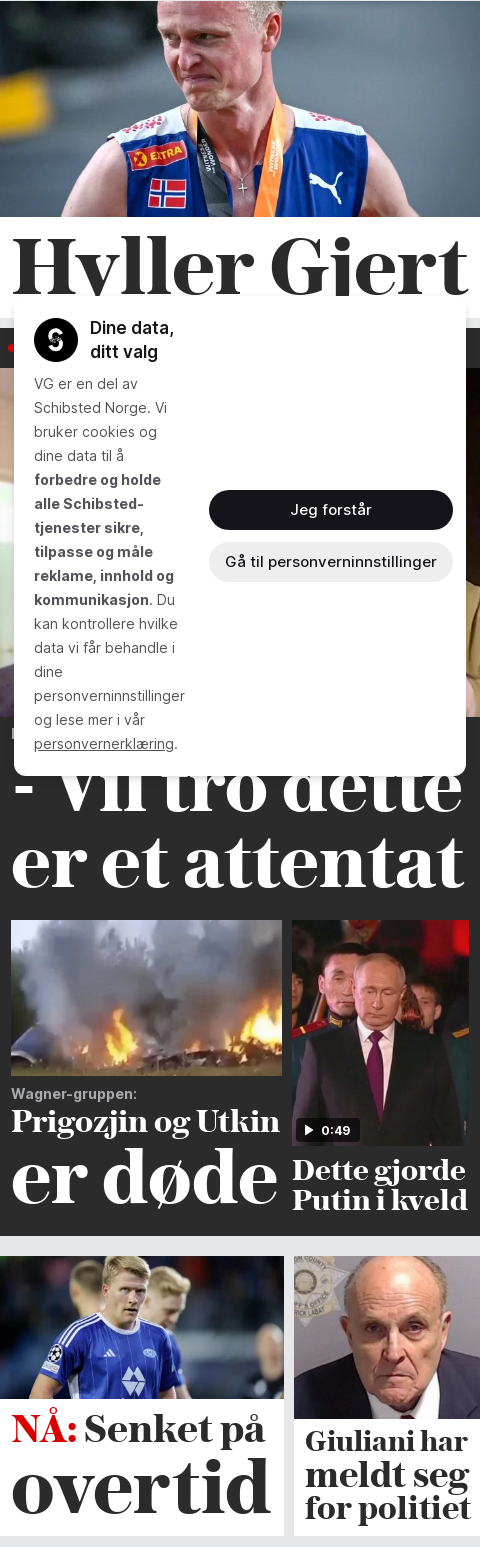 EXTRA
Hyller Gjert
Dine data,
ditt valg
VG er en del av
Schibsted Norge. Vi
bruker cookies og
dine data til å
forbedre og holde
alle Schibsted-
tjenester sikre,
tilpasse og måle
reklame, innhold og
kommunikasjon. Du
kan kontrollere hvilke
data vi får behandle i
dine
personverninnstillinger
og lese mer i vår
personvernerklæring.
Jeg forstår
Gå til personverninnstillinger
- Vil tro dette
er et attentat
Wagner-gruppen:
Prigozjin og Utkin
er døde
0:49
Dette gjorde
Putin i kveld
NÅ: Senket på
overtid
Giuliani har
meldt seg
for politiet